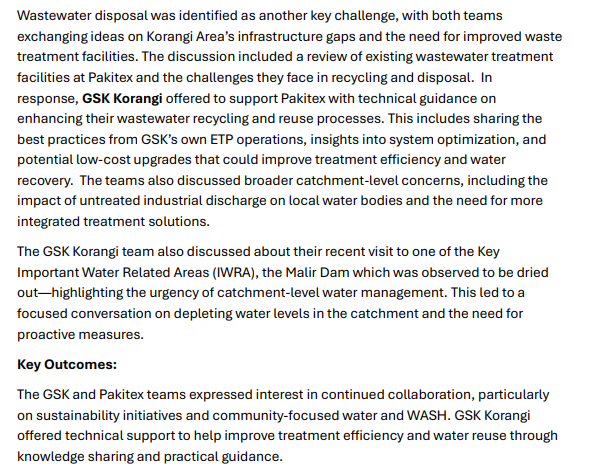 Wastewater disposal was identified as another key challenge, with both teams
exchanging ideas on Korangi Area's infrastructure gaps and the need for improved waste
treatment facilities. The discussion included a review of existing wastewater treatment
facilities at Pakitex and the challenges they face in recycling and disposal.  In
response, GSK Korangi offered to support Pakitex with technical guidance on
enhancing their wastewater recycling and reuse processes. This includes sharing the
best practices from GSK's own ETP operations, insights into system optimization, and
potential low-cost upgrades that could improve treatment efficiency and water
recovery.  The teams also discussed broader catchment-level concerns, including the
impact of untreated industrial discharge on local water bodies and the need for more
integrated treatment solutions.
The GSK Korangi team also discussed about their recent visit to one of the Key
Important Water Related Areas (IWRA), the Malir Dam which was observed to be dried
out—highlighting the urgency of catchment-level water management. This led to a
focused conversation on depleting water levels in the catchment and the need for
proactive measures.
Key Outcomes:
The GSK and Pakitex teams expressed interest in continued collaboration, particularly
on sustainability initiatives and community-focused water and WASH. GSK Korangi
offered technical support to help improve treatment efficiency and water reuse through
knowledge sharing and practical guidance.